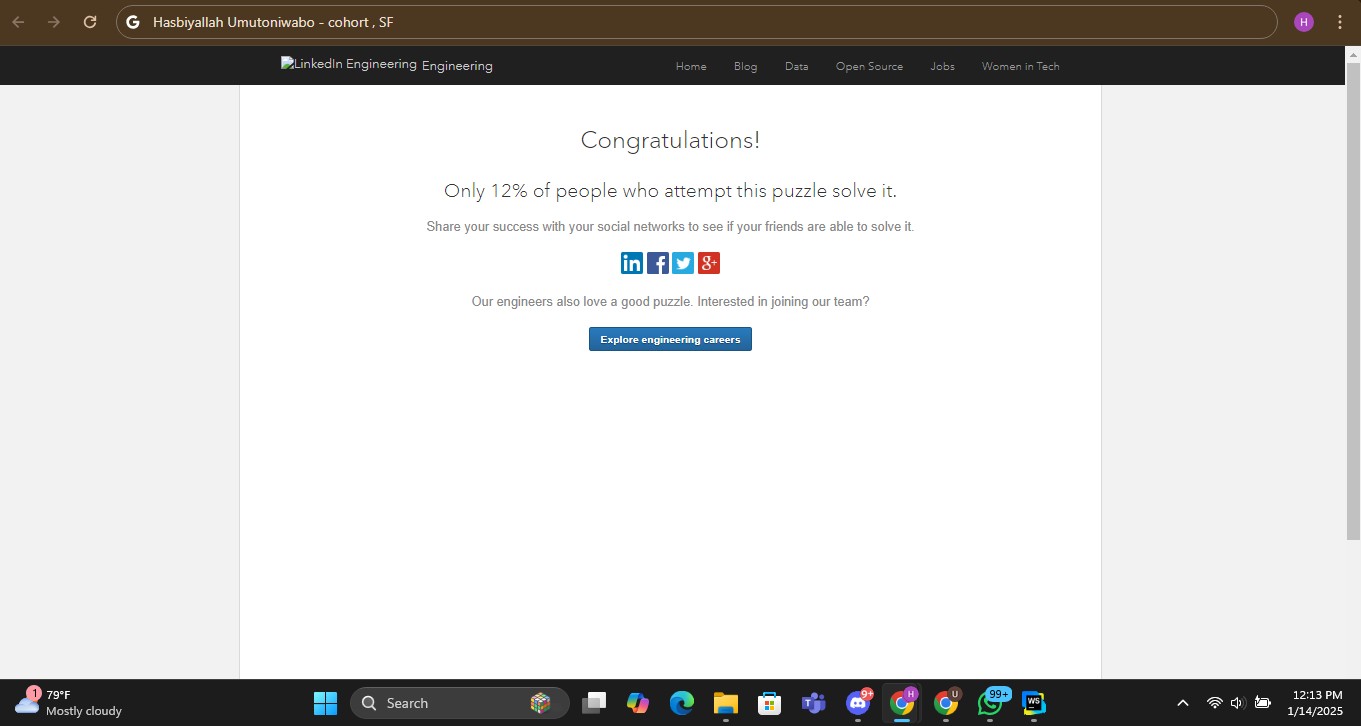 Hasbiyallah Umutoniwabo - cohort , SF
H
LinkedIn Engineering Engineering
Home Blog Data Open Source Jobs Women in Tech
Congratulations!
Only 12% of people who attempt this puzzle solve it.
Share your success with your social networks to see if your friends are able to solve it.
in f g+
Our engineers also love a good puzzle. Interested in joining our team?
Explore engineering careers
1
79°F
Mostly cloudy
Search
9+
H
U
99+
WS
12:13 PM
1/14/2025